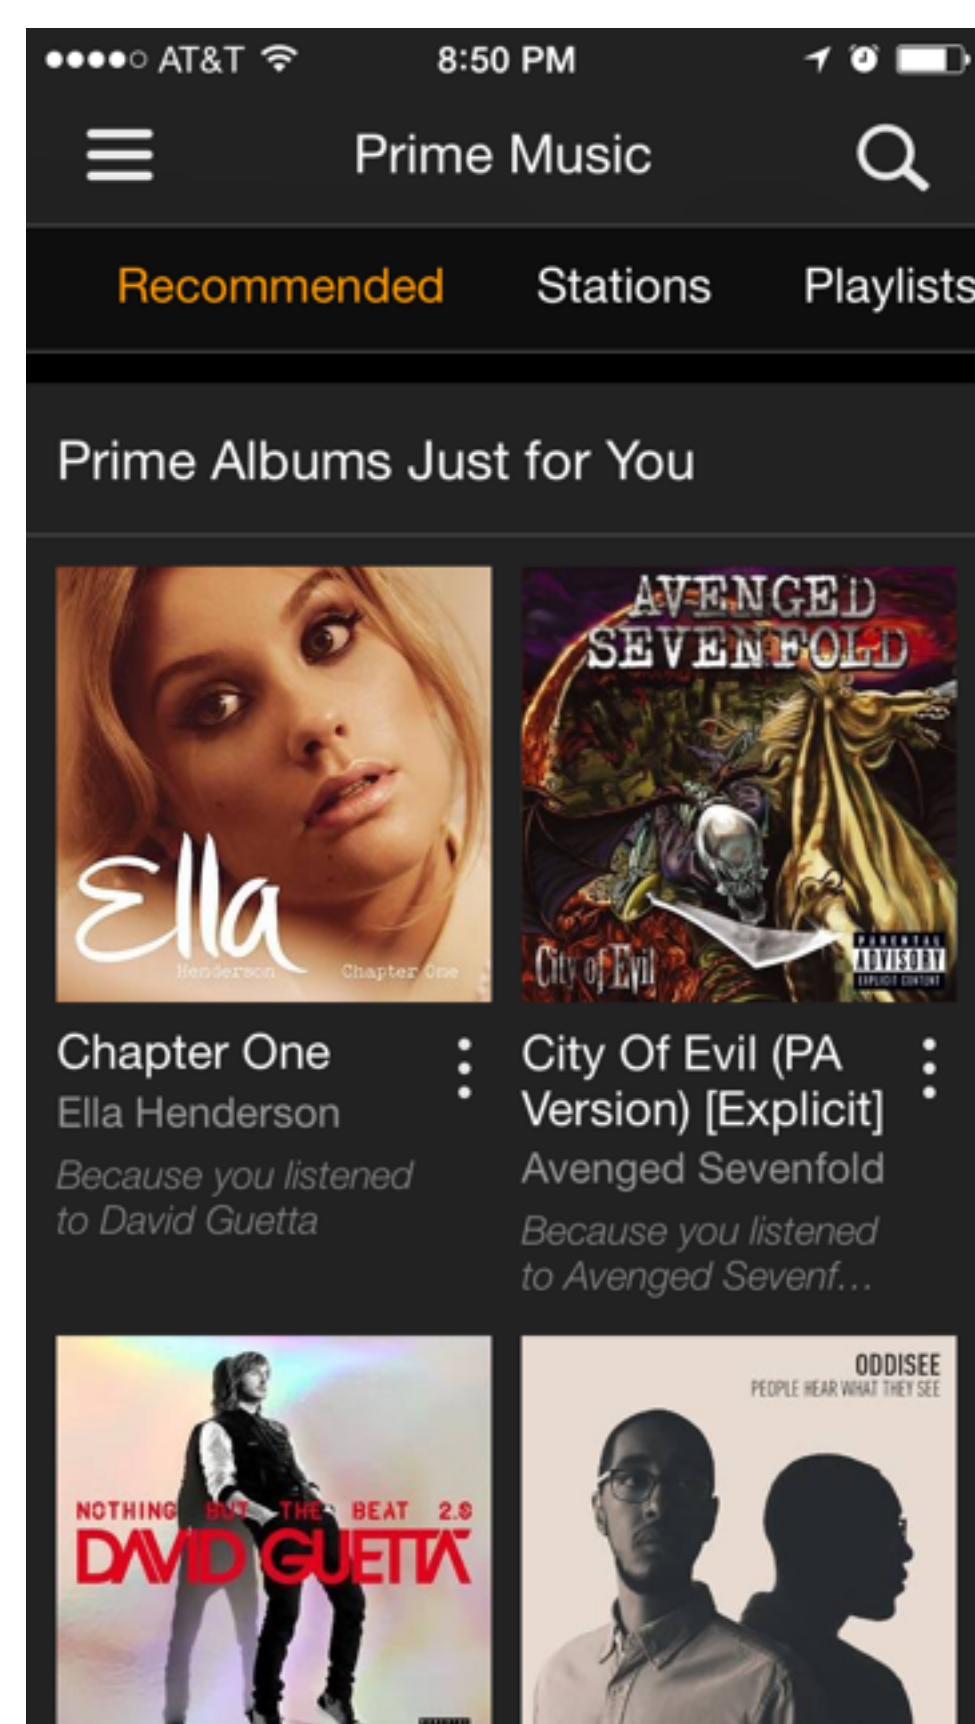 AT&T 8:50 PM
Prime Music
Recommended Stations Playlists
Prime Albums Just for You
Ella
Henderson Chapter One
AVENGED
SEVENFOLD
City of Evil
PARENTAL
ADVISORY
EXPLICIT CONTENT
Chapter One
Ella Henderson
Because you listened
to David Guetta
City Of Evil (PA
Version) [Explicit]
Avenged Sevenfold
Because you listened
to Avenged Sevenf...
NOTHING BUT THE BEAT 2.0
DAVID GUETTA
ODDISEE
PEOPLE HEAR WHAT THEY SEE